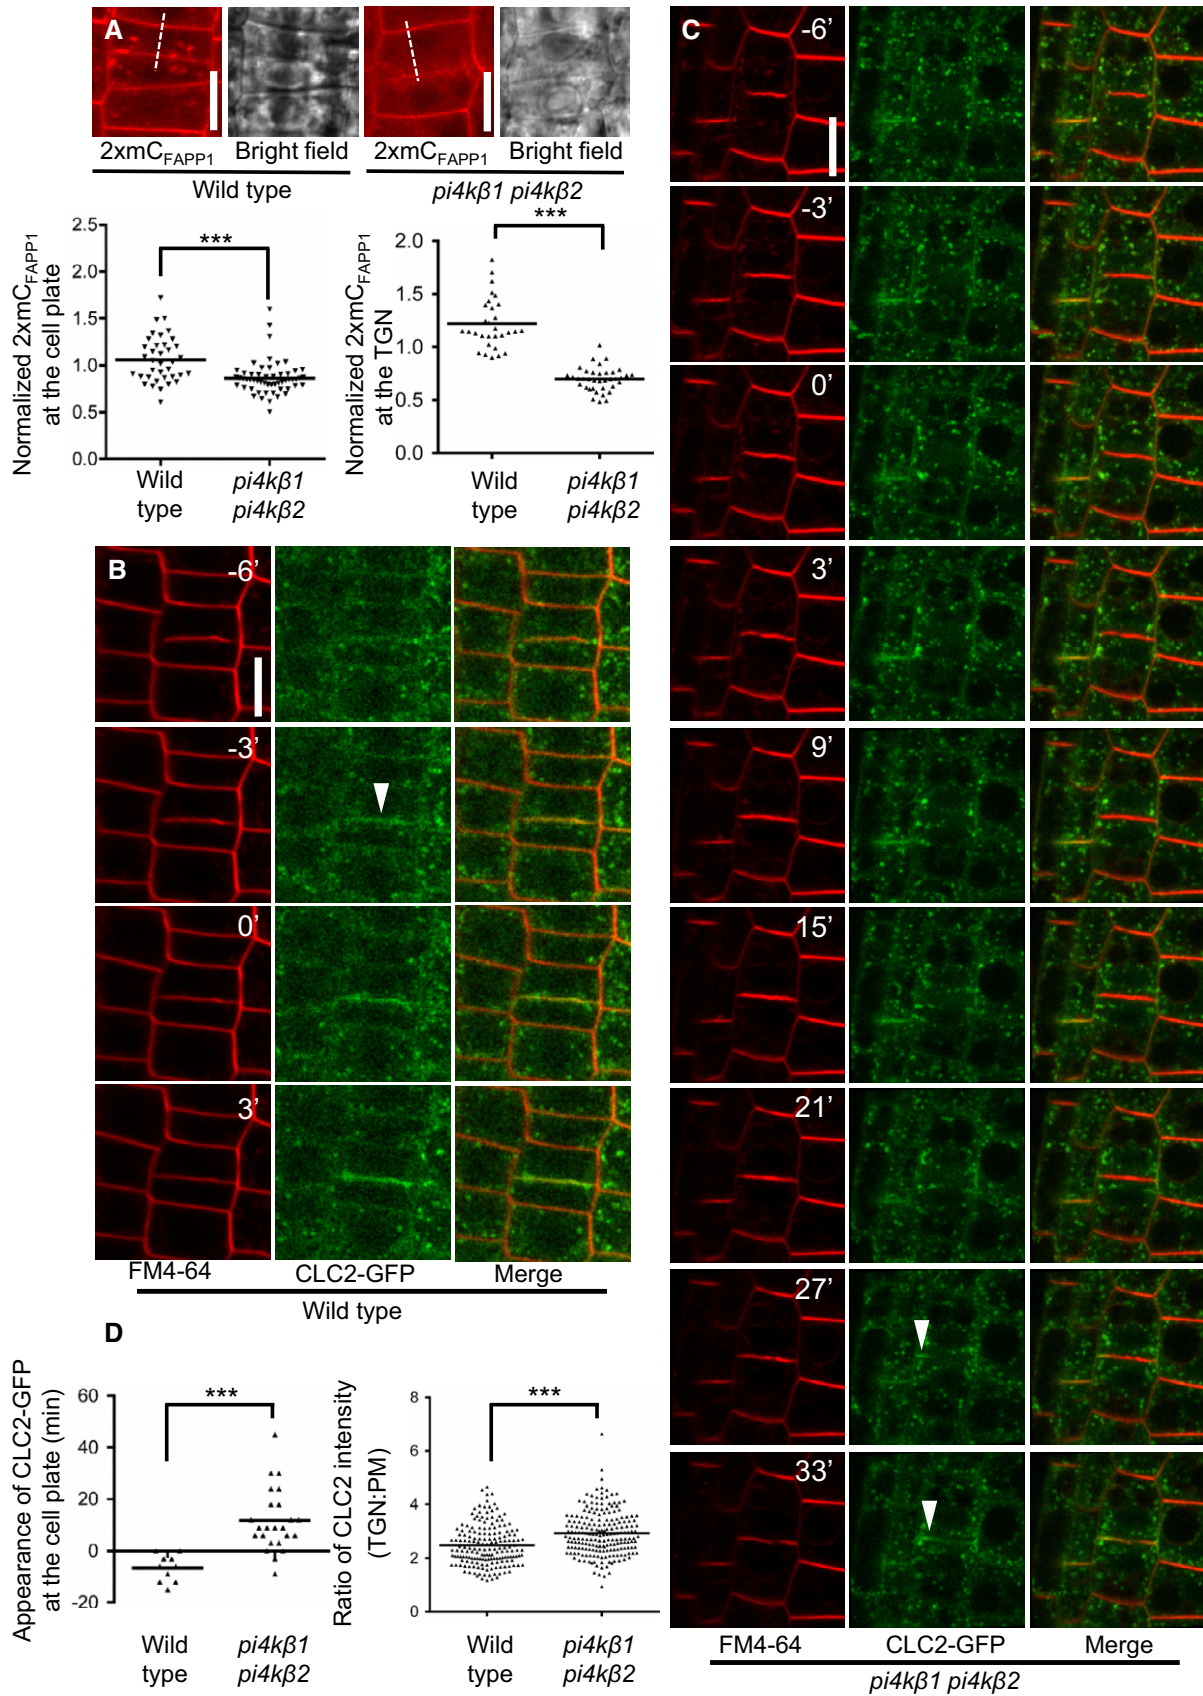 A
2xmC_FAPP1 Bright field 2xmC_FAPP1 Bright field
Wild type pi4kβ1 pi4kβ2
Normalized 2xmC_FAPP1
at the cell plate
2.5
2.0
1.5
1.0
0.5
0.0
***
Wild
type
pi4kβ1
pi4kβ2
Normalized 2xmC_FAPP1
at the TGN
2.0
1.5
1.0
0.5
0.0
***
Wild
type
pi4kβ1
pi4kβ2
B
-6'
-3'
0'
3'
FM4-64 CLC2-GFP Merge
Wild type
C
-6'
-3'
0'
3'
9'
15'
21'
27'
33'
FM4-64 CLC2-GFP Merge
pi4kβ1 pi4kβ2
D
Appearance of CLC2-GFP
at the cell plate (min)
60
40
20
0
-20
***
Wild
type
pi4kβ1
pi4kβ2
Ratio of CLC2 intensity
(TGN:PM)
8
6
4
2
0
***
Wild
type
pi4kβ1
pi4kβ2